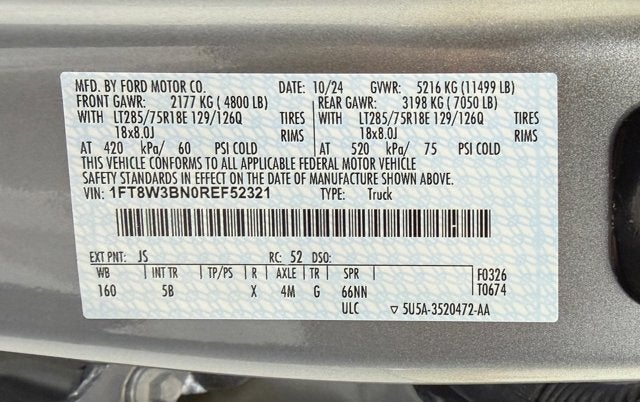 MFD. BY FORD MOTOR CO. DATE: 10/24 GVWR: 5216 KG (11499 LB)
FRONT GAWR: 2177 KG ( 4800 LB) REAR GAWR: 3198 KG ( 7050 LB)
WITH LT285/75R18E 129/126Q TIRES WITH LT285/75R18E 129/126Q TIRES
18x8.0J RIMS 18x8.0J RIMS
AT 420 kPa/ 60 PSI COLD AT 520 kPa/ 75 PSI COLD
THIS VEHICLE CONFORMS TO ALL APPLICABLE FEDERAL MOTOR VEHICLE
SAFETY STANDARDS IN EFFECT ON THE DATE OF MANUFACTURE SHOWN ABOVE.
VIN: 1FT8W3BN0REF52321 TYPE: Truck
EXT PNT: JS RC: 52 DSO:
WB INT TR TP/PS R AXLE TR SPR F0326
160 5B X 4M G 66NN T0674
ULC ▽ 5U5A-3520472-AA